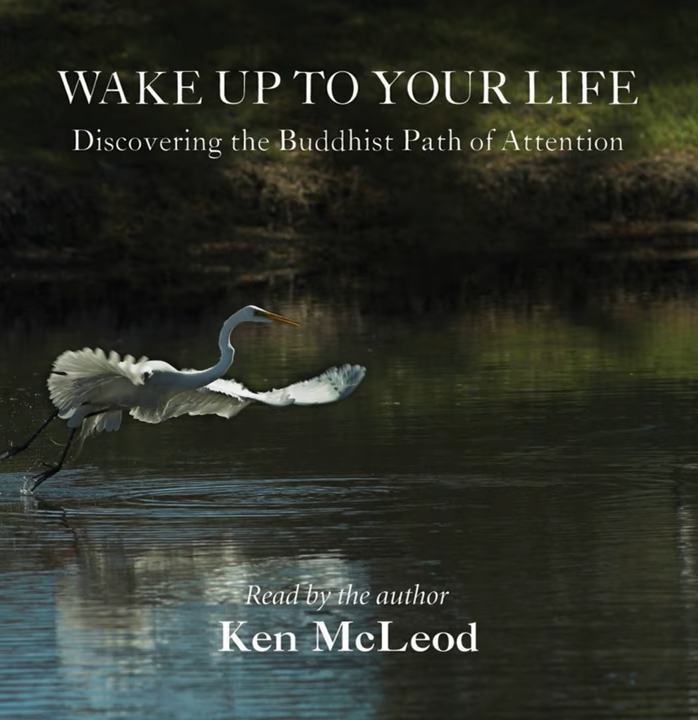 WAKE UP TO YOUR LIFE
Discovering the Buddhist Path of Attention
Read by the author
Ken McLeod